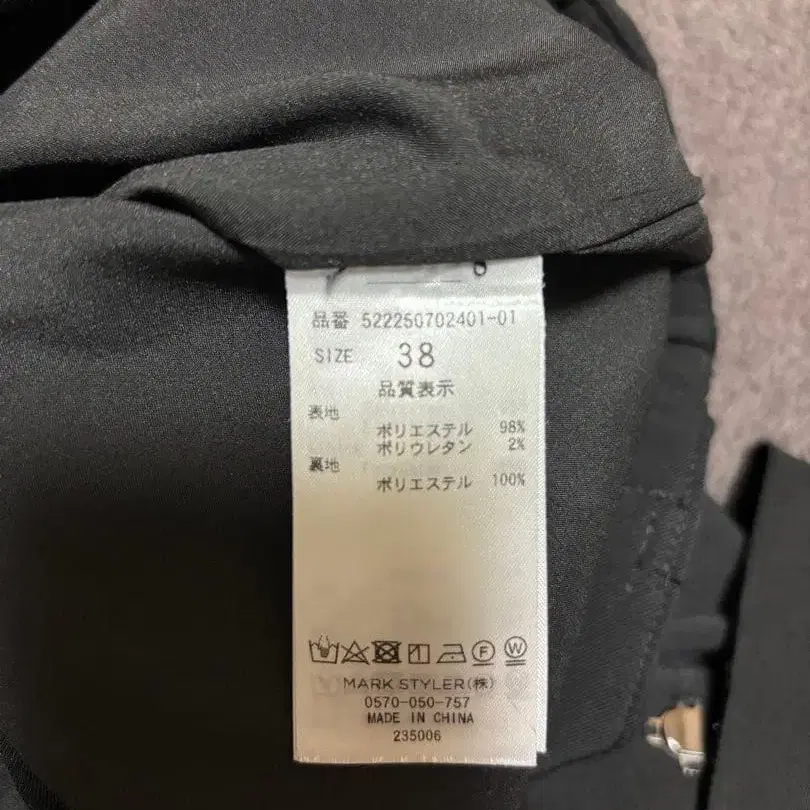 品番 522250702401-01
SIZE 38
品質表示
表地
ポリエステル 98%
ポリウレタン 2%
裏地
ポリエステル 100%
MARK STYLER(株)
0570-050-757
MADE IN CHINA
235006